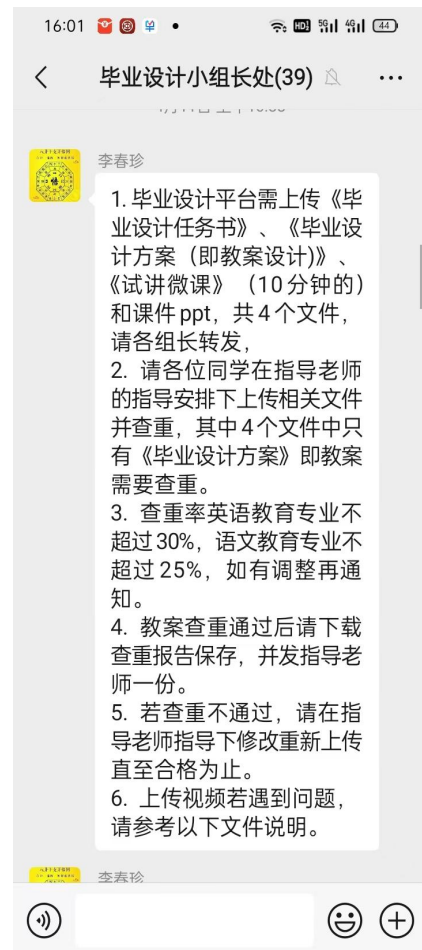 16:01
HD 5G 4G 44
毕业设计小组长处(39)
李春珍
1. 毕业设计平台需上传《毕
业设计任务书》、《毕业设
计方案（即教案设计)》、
《试讲微课》（10分钟的）
和课件ppt，共4个文件，
请各组长转发，
2. 请各位同学在指导老师
的指导安排下上传相关文件
并查重，其中4个文件中只
有《毕业设计方案》即教案
需要查重。
3. 查重率英语教育专业不
超过30%，语文教育专业不
超过25%，如有调整再通
知。
4. 教案查重通过后请下载
查重报告保存，并发指导老
师一份。
5. 若查重不通过，请在指
导老师指导下修改重新上传
直至合格为止。
6. 上传视频若遇到问题，
请参考以下文件说明。
李春珍